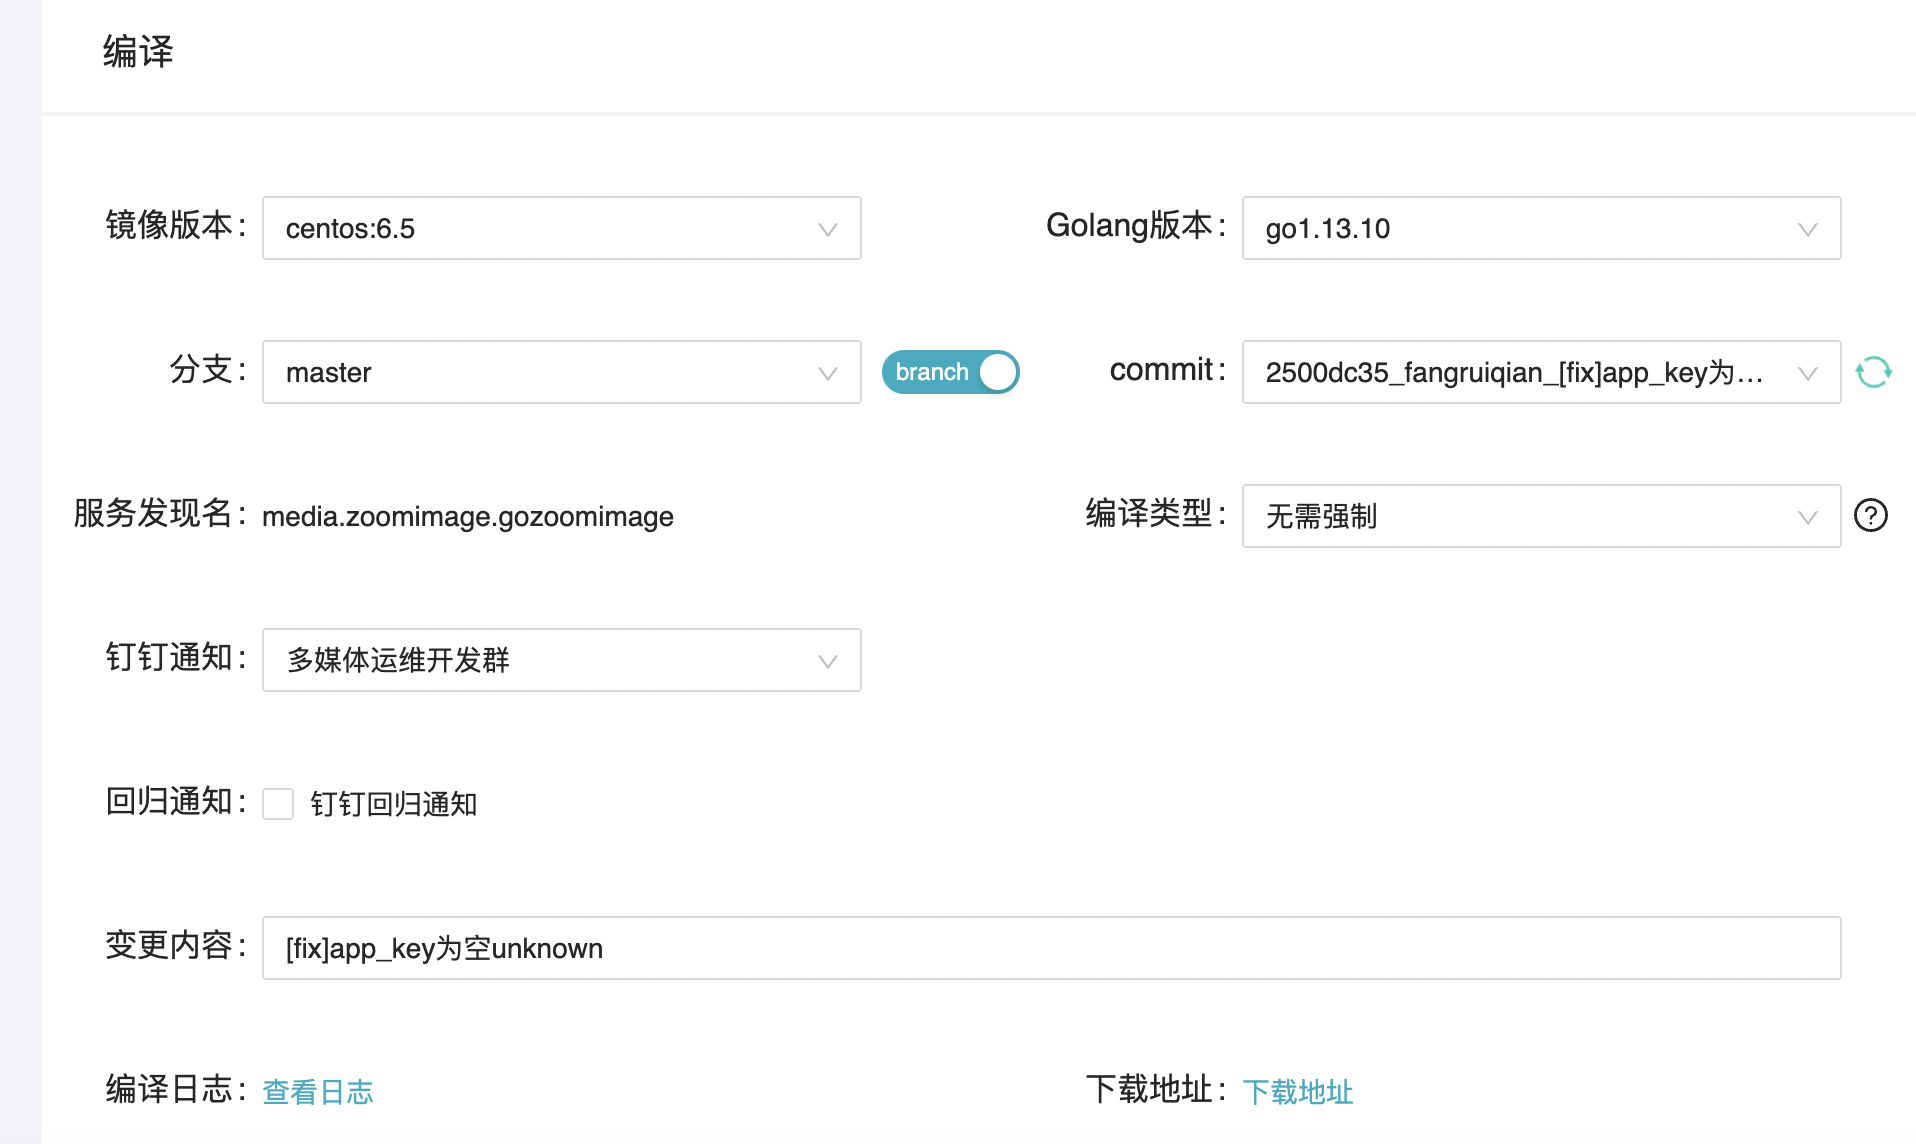 编译
镜像版本: centos:6.5 Golang版本: go1.13.10
分支: master branch commit: 2500dc35_fangruiqian_[fix]app_key为...
服务发现名: media.zoomimage.gozoomimage 编译类型: 无需强制 ?
钉钉通知: 多媒体运维开发群
回归通知: 钉钉回归通知
变更内容: [fix]app_key为空unknown
编译日志: 查看日志 下载地址: 下载地址